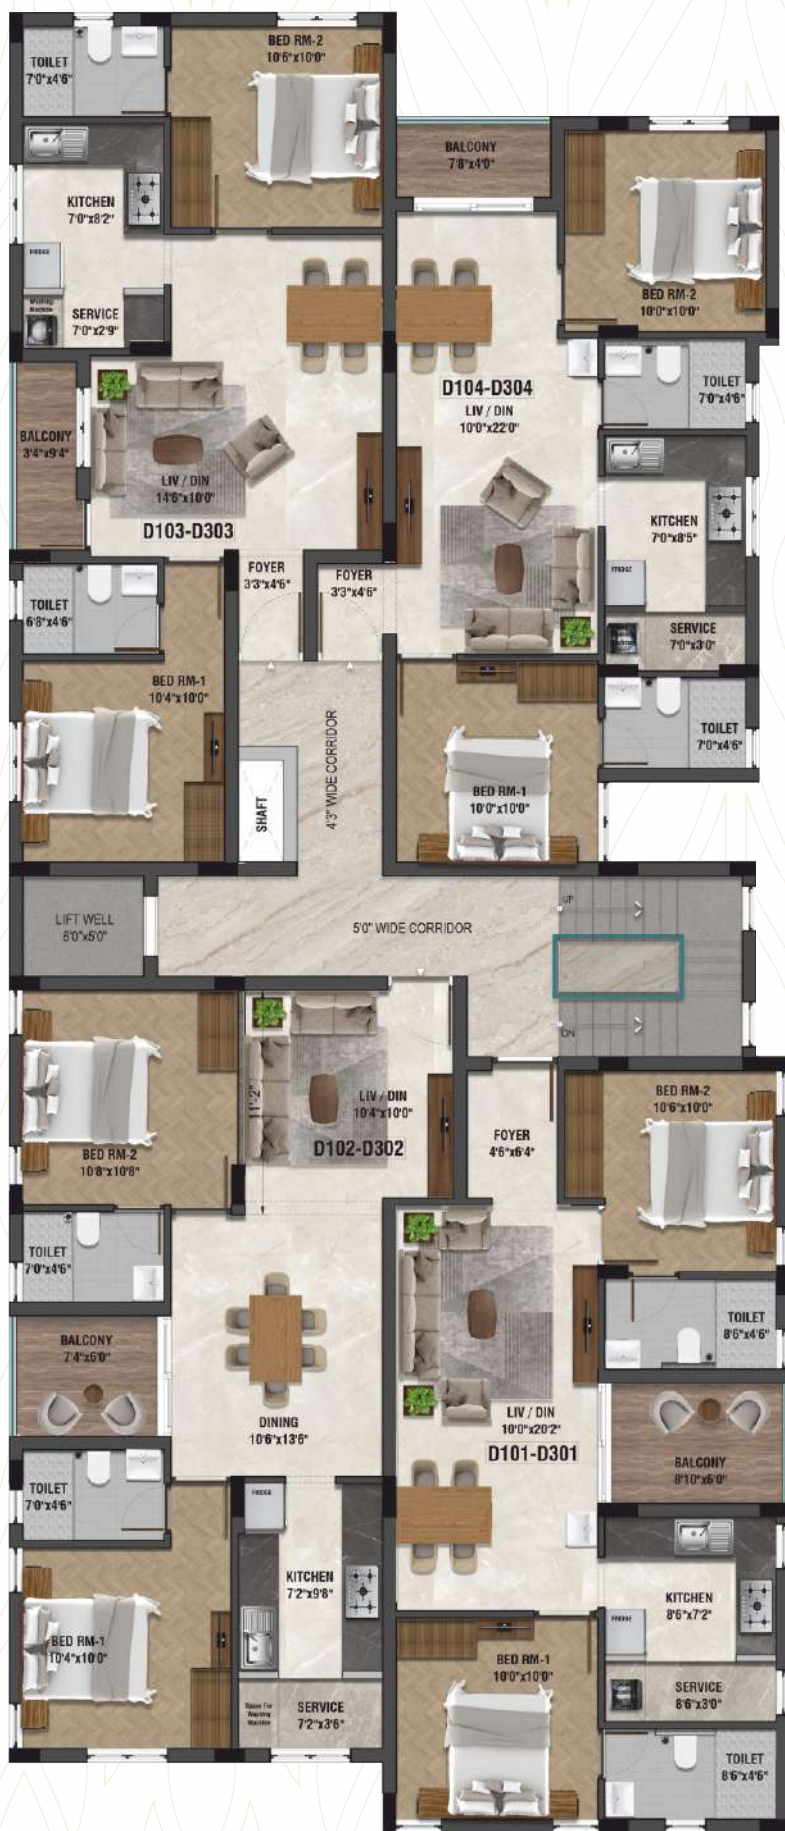 TOILET
7'0"x4'6"
BED RM-2
10'6"x10'0"
KITCHEN
7'0"x8'2"
FRIDGE
Washing
Machine
SERVICE
7'0"x2'9"
BALCONY
3'4"x9'4"
LIV / DIN
14'6"x10'0"
D103-D303
FOYER
3'3"x4'6"
TOILET
6'8"x4'6"
BED RM-1
10'4"x10'0"
BALCONY
7'8"x4'0"
BED RM-2
10'0"x10'0"
D104-D304
LIV / DIN
10'0"x22'0"
TOILET
7'0"x4'6"
KITCHEN
7'0"x8'5"
FRIDGE
FOYER
3'3"x4'6"
SERVICE
7'0"x3'0"
TOILET
7'0"x4'6"
BED RM-1
10'0"x10'0"
4'3" WIDE CORRIDOR
SHAFT
LIFT WELL
6'0"x5'0"
5'0" WIDE CORRIDOR
UP
DN
BED RM-2
10'8"x10'8"
11'-2"
LIV / DIN
10'4"x10'0"
D102-D302
TOILET
7'0"x4'6"
BALCONY
7'4"x6'0"
DINING
10'6"x13'6"
TOILET
7'0"x4'6"
FRIDGE
KITCHEN
7'2"x9'8"
BED RM-1
10'4"x10'0"
Space For
Washing
Machine
SERVICE
7'2"x3'6"
FOYER
4'6"x6'4"
BED RM-2
10'6"x10'0"
TOILET
8'6"x4'6"
LIV / DIN
10'0"x20'2"
D101-D301
BALCONY
8'10"x6'0"
KITCHEN
8'6"x7'2"
FRIDGE
BED RM-1
10'0"x10'0"
SERVICE
8'6"x3'0"
TOILET
8'6"x4'6"